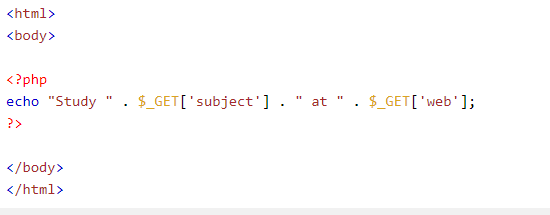 <html>
<body>
<?php
echo "Study " . $_GET['subject'] . " at " . $_GET['web'];
?>
</body>
</html>